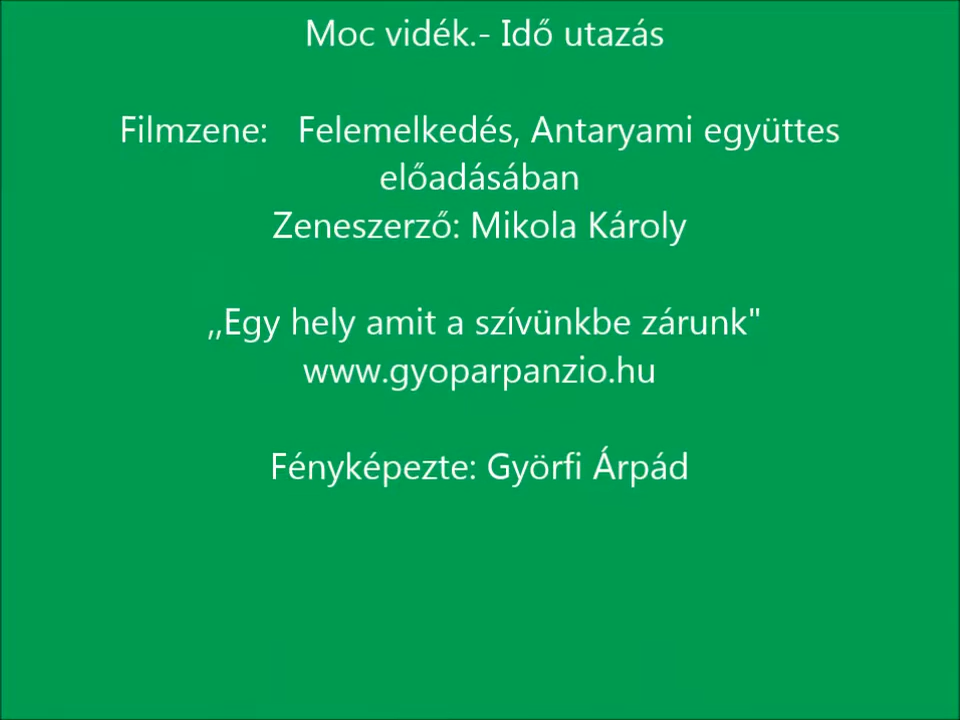 Moc vidék.- Idő utazás
Filmzene:   Felemelkedés, Antaryami együttes
előadásában
Zeneszerző: Mikola Károly
,,Egy hely amit a szívünkbe zárunk"
www.gyoparpanzio.hu
Fényképezte: Györfi Árpád